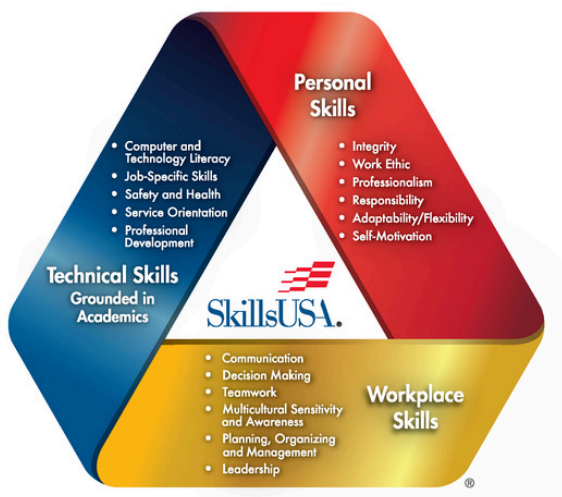 Personal
Skills
• Integrity
• Work Ethic
• Professionalism
• Responsibility
• Adaptability/Flexibility
• Self-Motivation
• Computer and
Technology Literacy
• Job-Specific Skills
• Safety and Health
• Service Orientation
• Professional
Development
Technical Skills
Grounded in
Academics
SkillsUSA®
• Communication
• Decision Making
• Teamwork
• Multicultural Sensitivity
and Awareness
• Planning, Organizing
and Management
• Leadership
Workplace
Skills
®